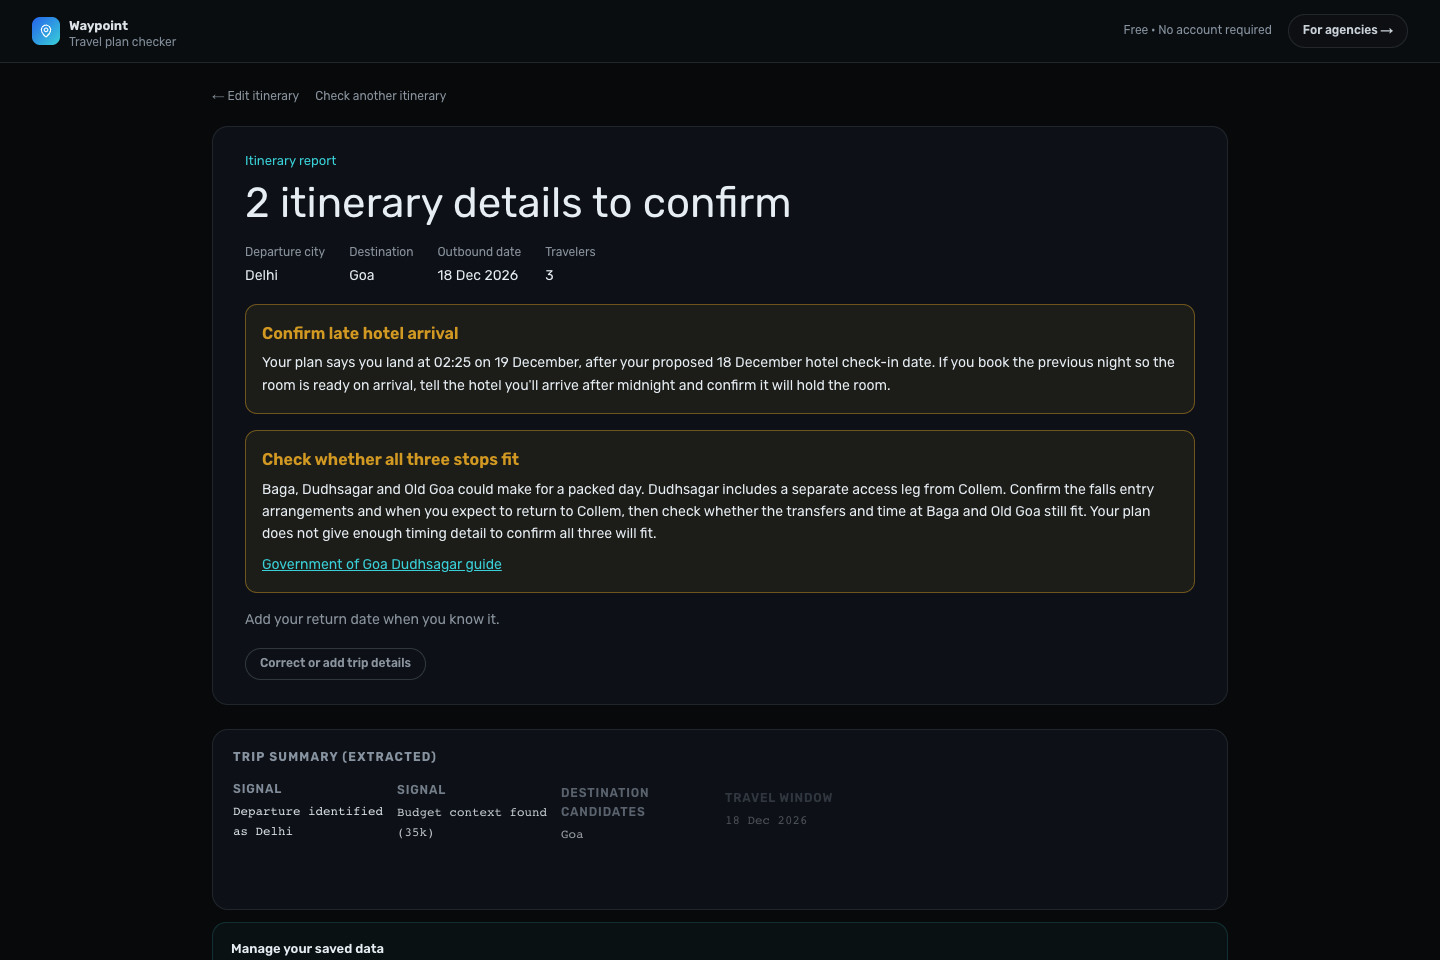 Waypoint
Travel plan checker
Free • No account required
For agencies →
← Edit itinerary
Check another itinerary
Itinerary report
2 itinerary details to confirm
Departure city
Delhi
Destination
Goa
Outbound date
18 Dec 2026
Travelers
3
Confirm late hotel arrival
Your plan says you land at 02:25 on 19 December, after your proposed 18 December hotel check-in date. If you book the previous night so the
room is ready on arrival, tell the hotel you'll arrive after midnight and confirm it will hold the room.
Check whether all three stops fit
Baga, Dudhsagar and Old Goa could make for a packed day. Dudhsagar includes a separate access leg from Collem. Confirm the falls entry
arrangements and when you expect to return to Collem, then check whether the transfers and time at Baga and Old Goa still fit. Your plan
does not give enough timing detail to confirm all three will fit.
Government of Goa Dudhsagar guide
Add your return date when you know it.
Correct or add trip details
TRIP SUMMARY (EXTRACTED)
SIGNAL
Departure identified
as Delhi
SIGNAL
Budget context found
(35k)
DESTINATION
CANDIDATES
Goa
TRAVEL WINDOW
18 Dec 2026
Manage your saved data